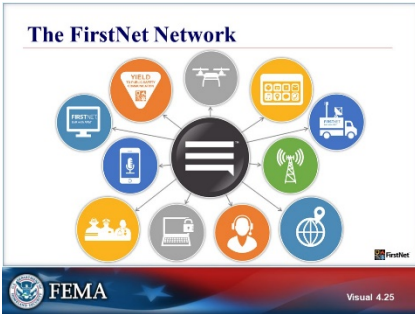 The FirstNet Network
YIELD
FIRSTNET
FirstNet
FEMA
Visual 4.25